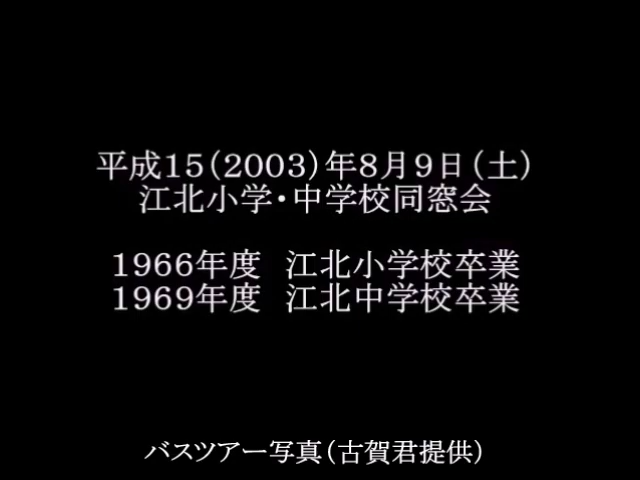 平成15(2003)年8月9日(土)
江北小学・中学校同窓会
1966年度　江北小学校卒業
1969年度　江北中学校卒業
バスツアー写真(古賀君提供)